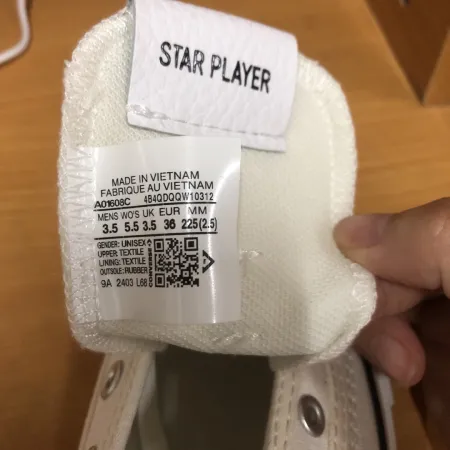 STAR PLAYER
MADE IN VIETNAM
FABRIQUE AU VIETNAM
A01608C 4B4QDQQW10312
MENS WO'S UK EUR MM
3.5 5.5 3.5 36 225(2.5)
GENDER: UNISEX
UPPER: TEXTILE
LINING: TEXTILE
OUTSOLE: RUBBER
9A 2403 L68
CONVERSE